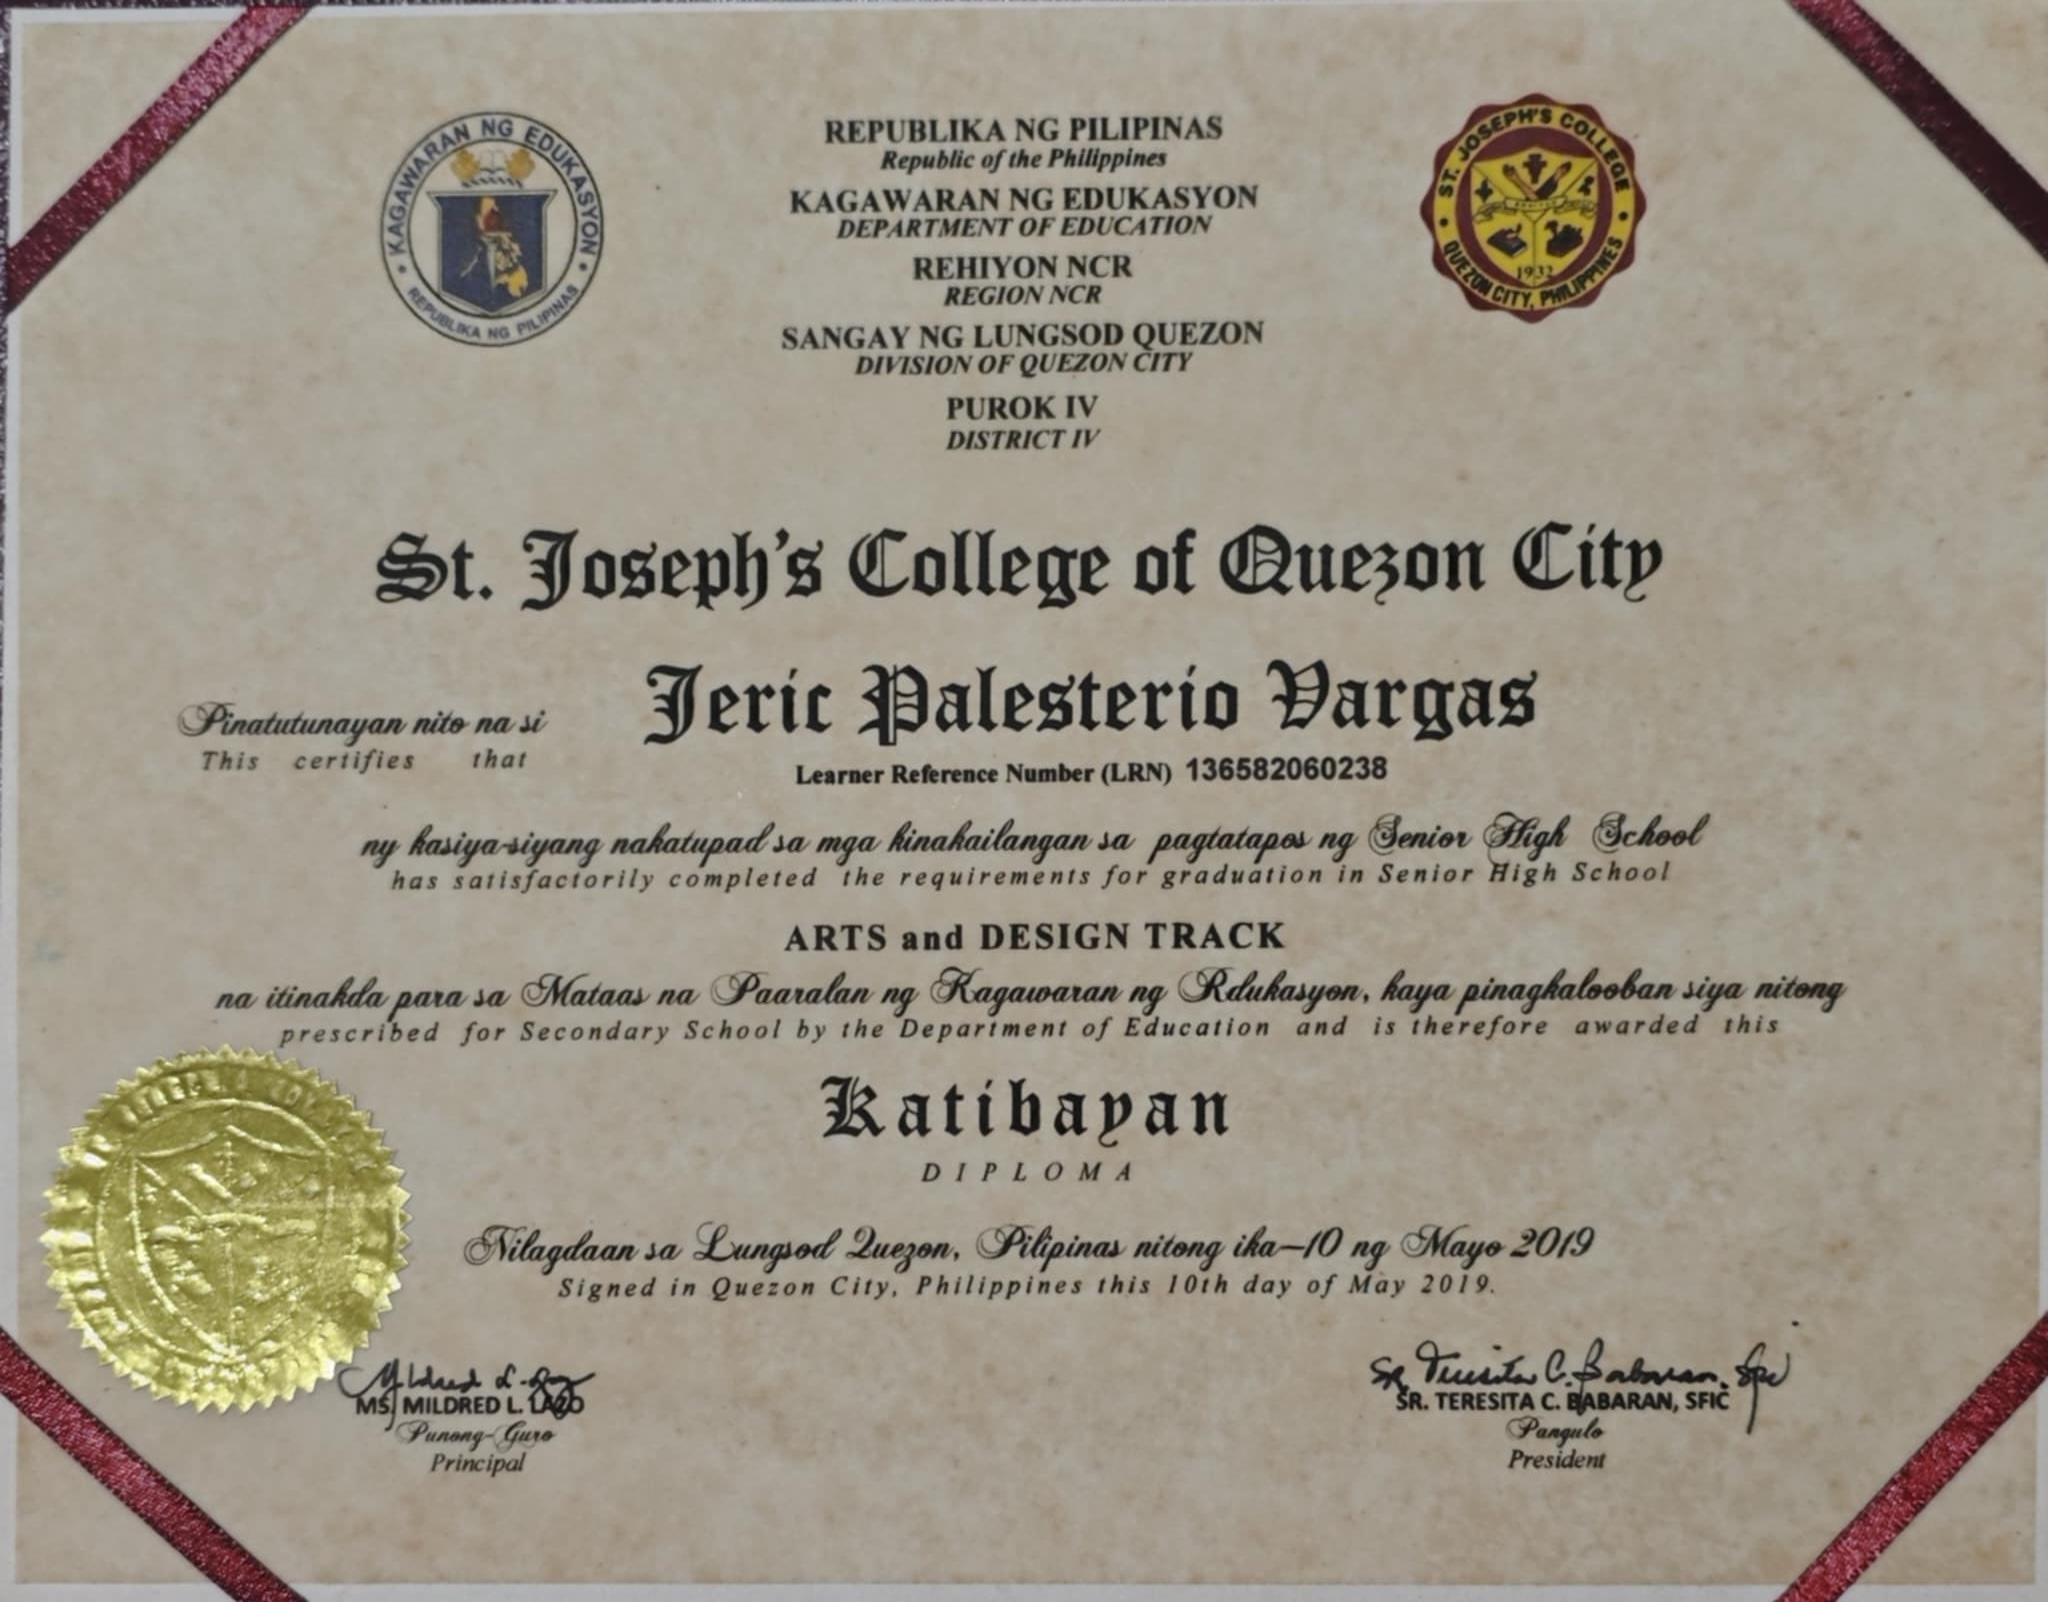 KAGAWARAN NG EDUKASYON
REPUBLIKA NG PILIPINAS
REPUBLIKA NG PILIPINAS
Republic of the Philippines
KAGAWARAN NG EDUKASYON
DEPARTMENT OF EDUCATION
REHIYON NCR
REGION NCR
SANGAY NG LUNGSOD QUEZON
DIVISION OF QUEZON CITY
PUROK IV
DISTRICT IV
ST. JOSEPH'S COLLEGE
1932
QUEZON CITY, PHILIPPINES
St. Joseph's College of Quezon City
Pinatutunayan nito na si Jeric Palesterio Vargas
This certifies that
Learner Reference Number (LRN) 136582060238
ny kasiya-siyang nakatupad sa mga kinakailangan sa pagtatapos ng Senior High School
has satisfactorily completed the requirements for graduation in Senior High School
ARTS and DESIGN TRACK
na itinakda para sa Mataas na Paaralan ng Kagawaran ng Rdukasyon, kaya pinagkalooban siya nitong
prescribed for Secondary School by the Department of Education and is therefore awarded this
Katibayan
DIPLOMA
Nilagdaan sa Lungsod Quezon, Pilipinas nitong ika-10 ng Mayo 2019
Signed in Quezon City, Philippines this 10th day of May 2019.
MS. MILDRED L. LAZO
Punong-Guro
Principal
Sr. Teresita C. Babaran, sfic
SR. TERESITA C. BABARAN, SFIC
Pangulo
President